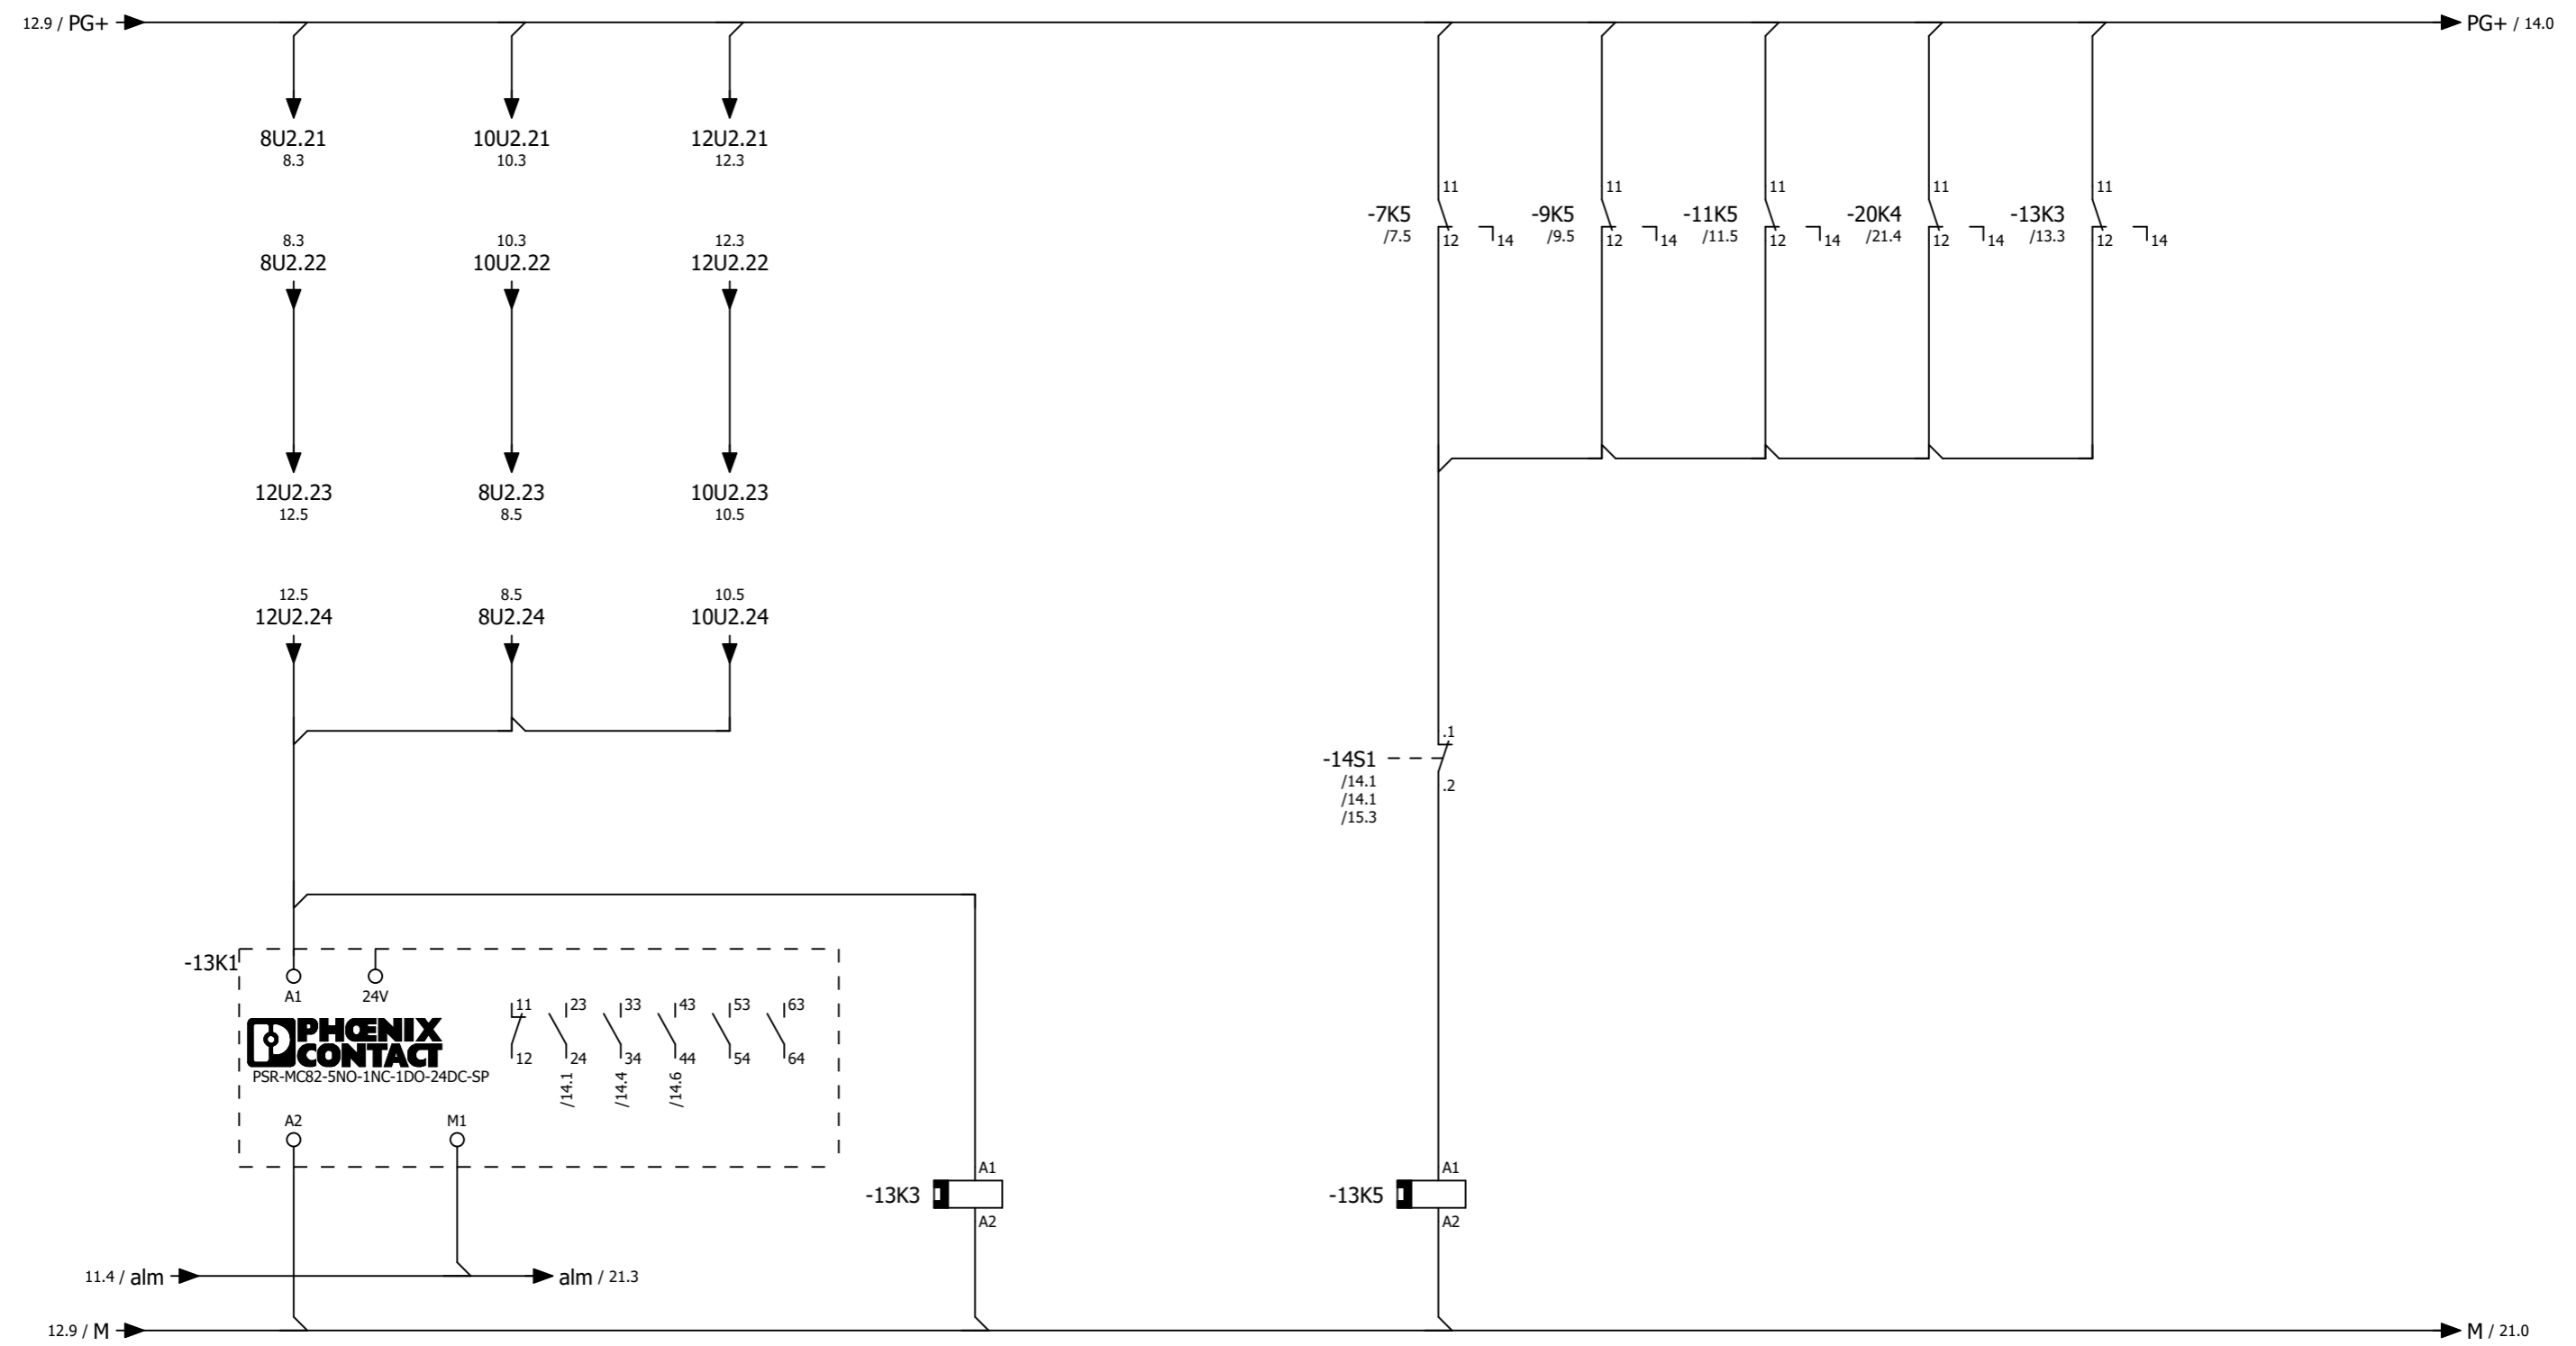 12.9 / PG+
PG+ / 14.0
8U2.21
8.3
10U2.21
10.3
12U2.21
12.3
8.3
8U2.22
10.3
10U2.22
12.3
12U2.22
11
-7K5
/7.5
12
14
11
-9K5
/9.5
12
14
11
-11K5
/11.5
12
14
11
-20K4
/21.4
12
14
11
-13K3
/13.3
12
14
12U2.23
12.5
8U2.23
8.5
10U2.23
10.5
12.5
12U2.24
8.5
8U2.24
10.5
10U2.24
.1
-14S1
/14.1
/14.1
/15.3
.2
-13K1
A1
24V
11
23
33
43
53
63
PHŒNIX
CONTACT
PSR-MC82-5NO-1NC-1DO-24DC-SP
12
24
34
44
54
64
/14.1
/14.4
/14.6
A2
M1
A1
-13K3
A2
A1
-13K5
A2
11.4 / alm
alm / 21.3
12.9 / M
M / 21.0